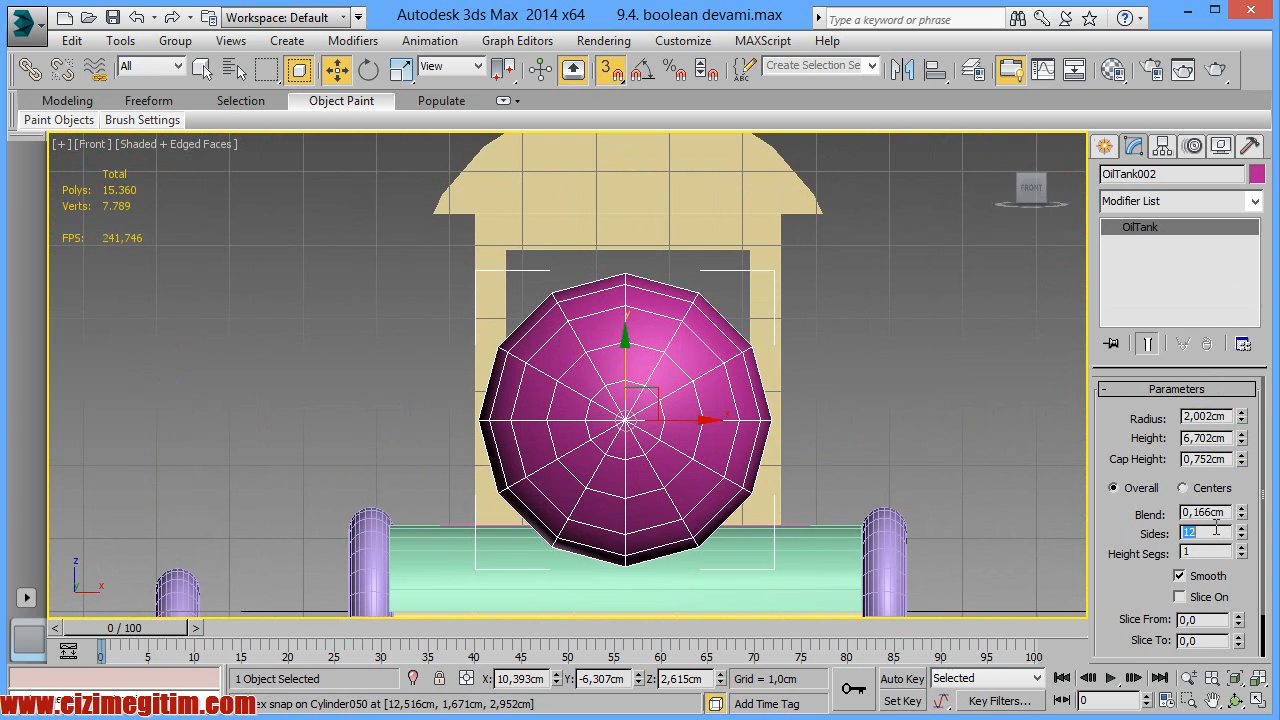 Workspace: Default
Autodesk 3ds Max 2014 x64
9.4. boolean devami.max
Type a keyword or phrase
Edit Tools Group Views Create Modifiers Animation Graph Editors Rendering Customize MAXScript Help
All
View
3
Create Selection Se
Modeling Freeform Selection Object Paint Populate
Paint Objects Brush Settings
[+] [Front] [Shaded + Edged Faces]
Total
Polys: 15.360
Verts: 7.789
FPS: 241,746
FRONT
y
x
z
y
x
OilTank002
Modifier List
OilTank
- Parameters
Radius: 2,002cm
Height: 6,702cm
Cap Height: 0,752cm
Overall Centers
Blend: 0,166cm
Sides: 12
Height Segs: 1
Smooth
Slice On
Slice From: 0,0
Slice To: 0,0
< 0 / 100 >
0 5 10 15 20 25 30 35 40 45 50 55 60 65 70 75 80 85 90 95 100
1 Object Selected
X: 10,393cm Y: -6,307cm Z: 2,615cm
Grid = 1,0cm
Auto Key Selected
ex snap on Cylinder050 at [12,516cm, 1,671cm, 2,952cm]
Add Time Tag
Set Key Key Filters...
0
www.cizimegitim.com